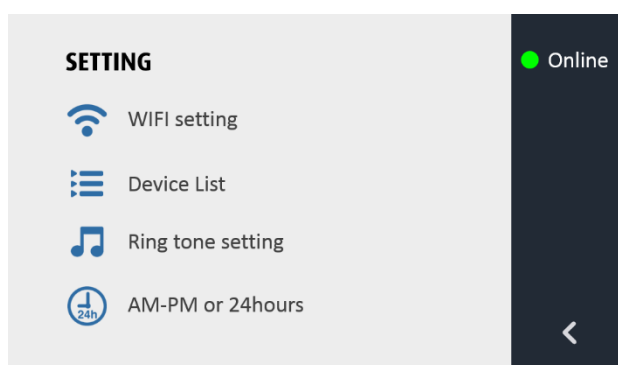 SETTING
Online
WIFI setting
Device List
Ring tone setting
24h
AM-PM or 24hours